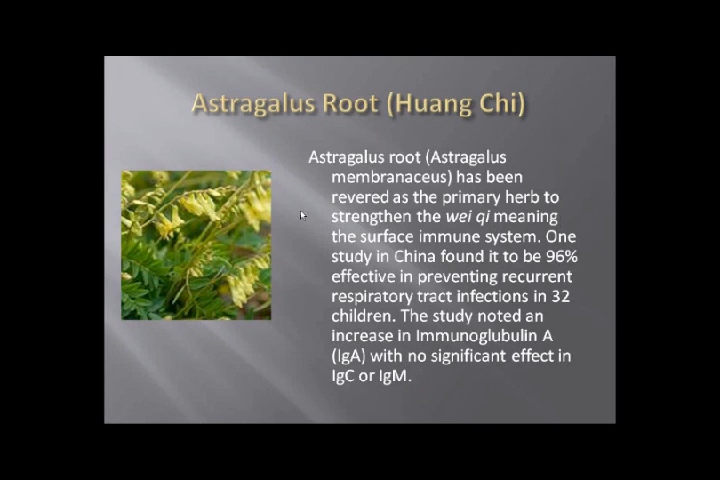 Astragalus Root (Huang Chi)
Astragalus root (Astragalus
membranaceus) has been
revered as the primary herb to
strengthen the wei qi meaning
the surface immune system. One
study in China found it to be 96%
effective in preventing recurrent
respiratory tract infections in 32
children. The study noted an
increase in Immunoglubulin A
(IgA) with no significant effect in
IgC or IgM.